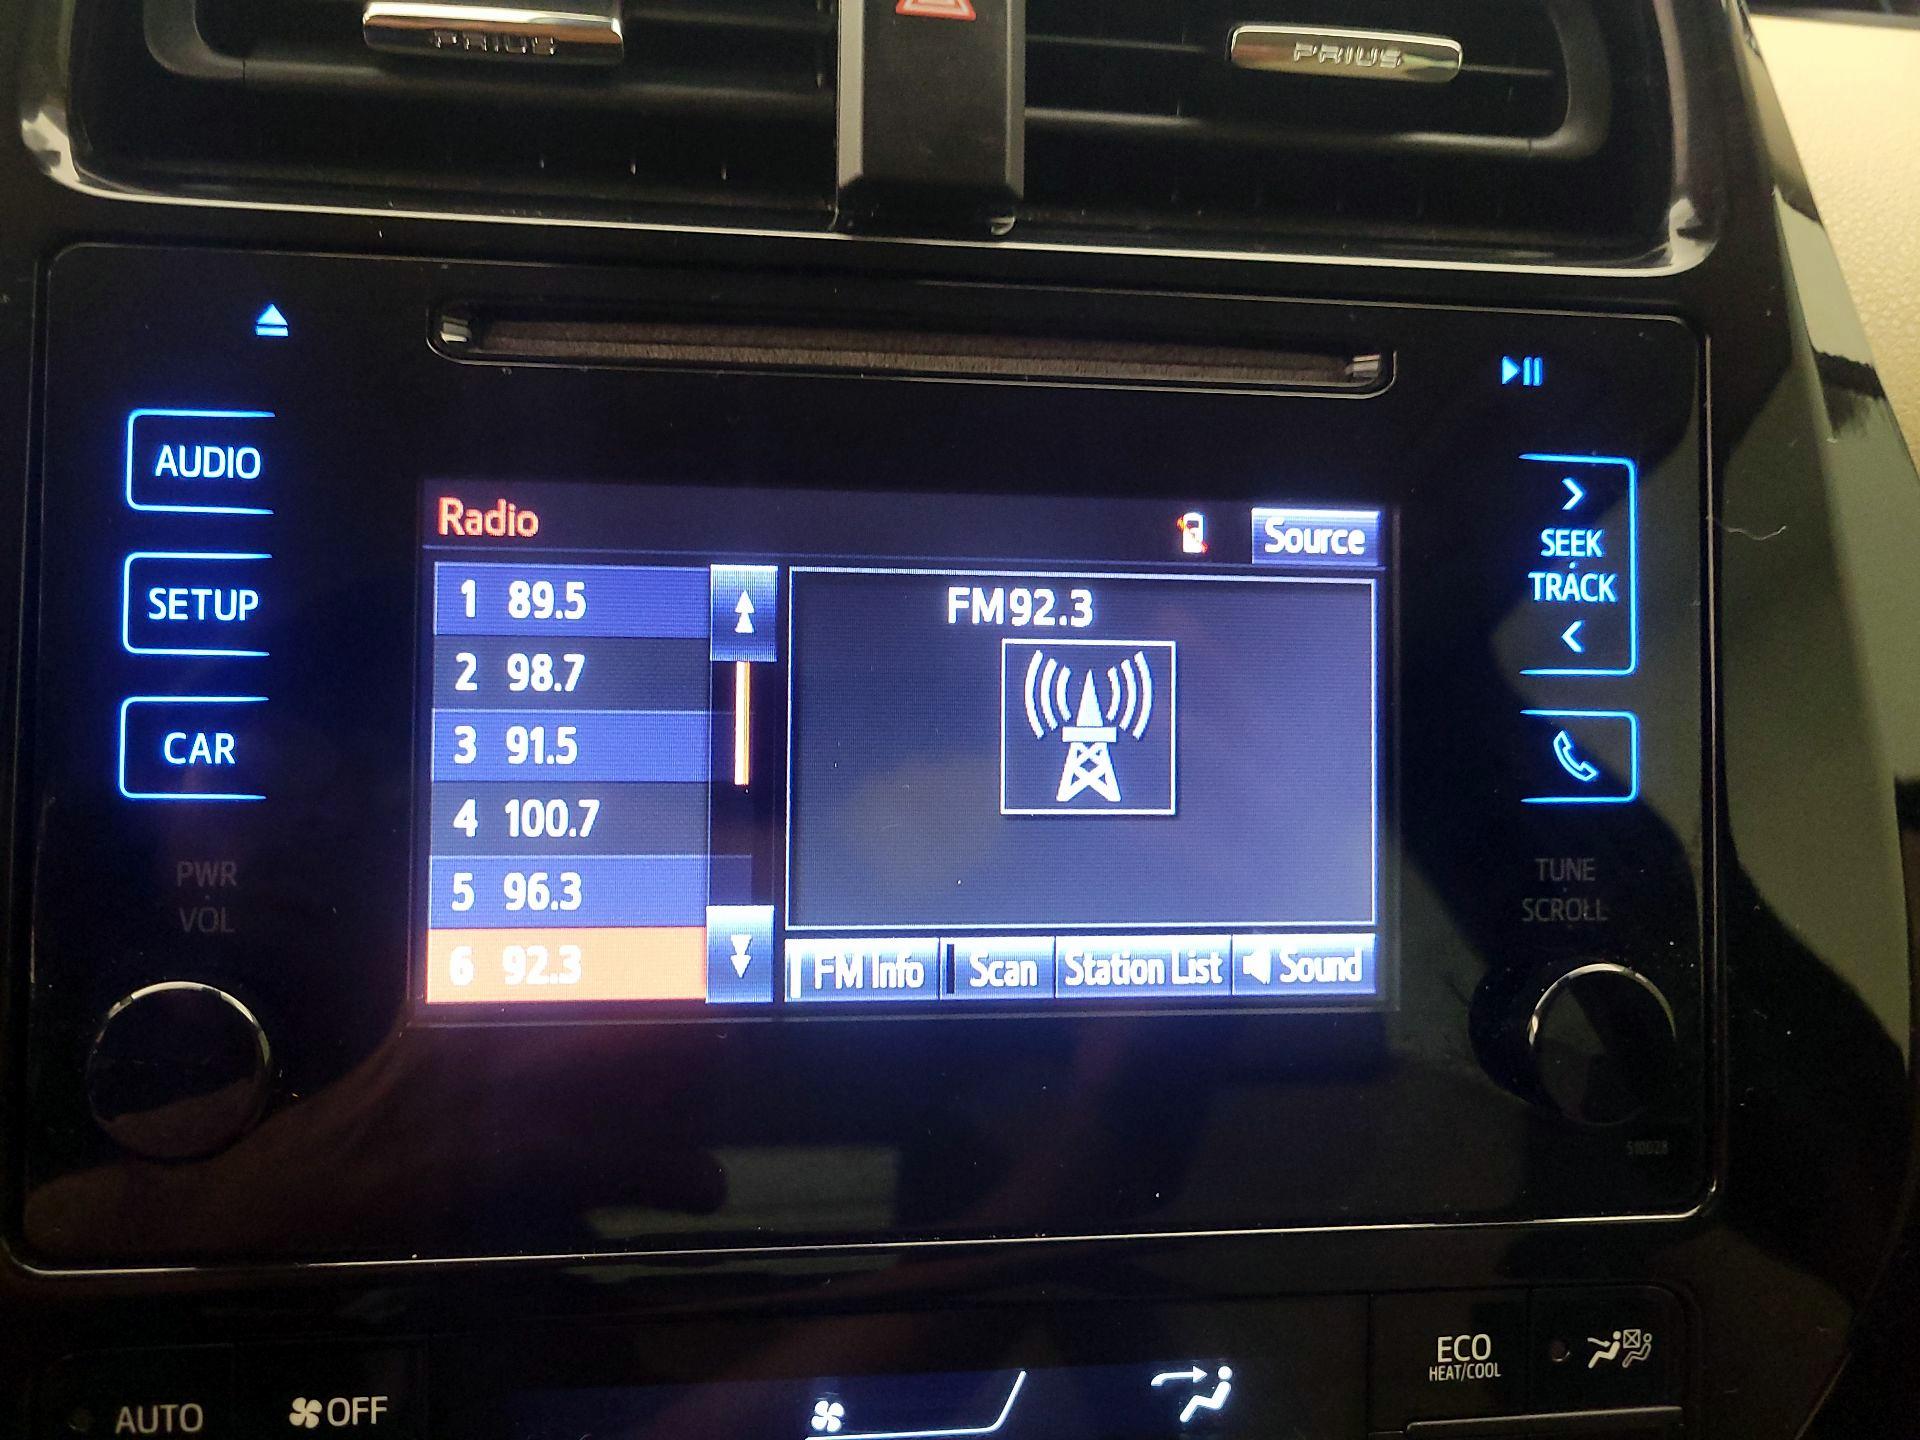 PRIUS
PRIUS
AUDIO
SETUP
CAR
PWR
VOL
Radio
Source
1 89.5
2 98.7
3 91.5
4 100.7
5 96.3
6 92.3
FM92.3
FM Info
Scan
Station List
Sound
SEEK
TRACK
TUNE
SCROLL
510028
AUTO
OFF
ECO
HEAT/COOL